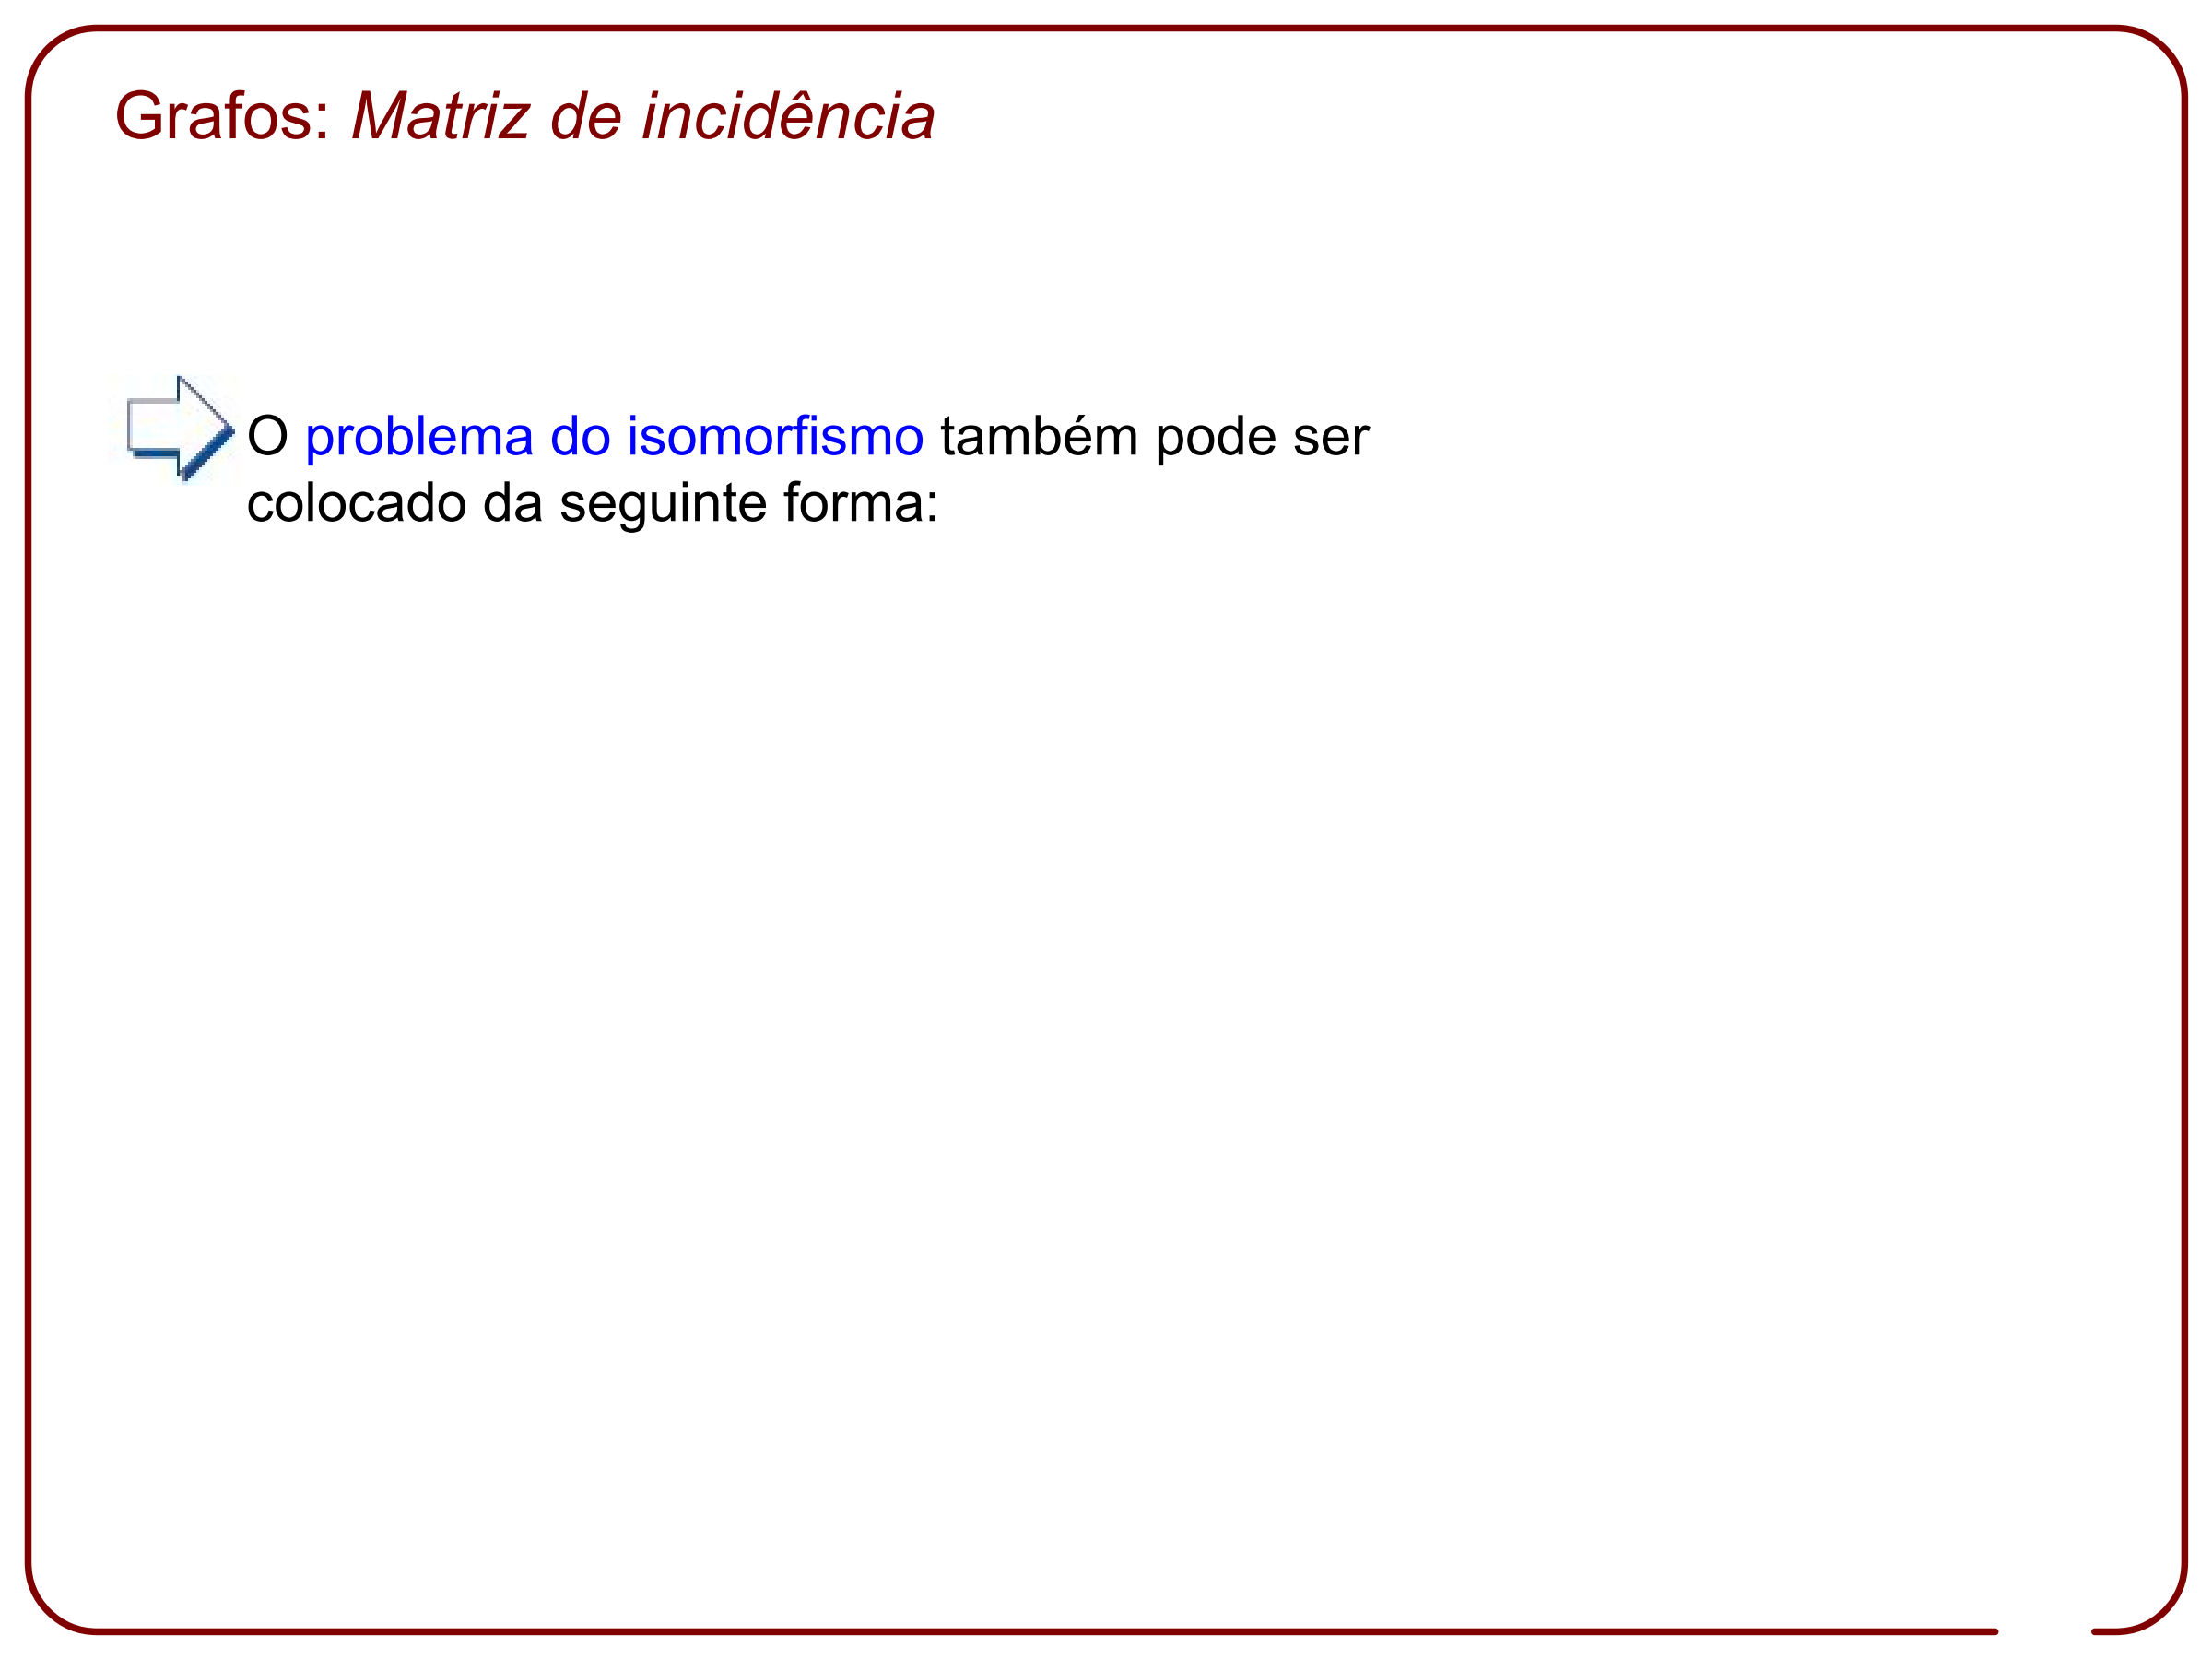 Grafos: Matriz de incidência
O problema do isomorfismo também pode ser
colocado da seguinte forma: